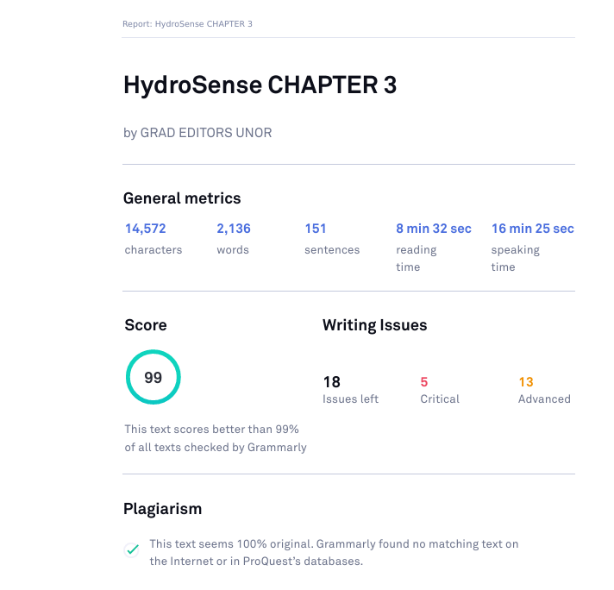 Report: HydroSense CHAPTER 3
HydroSense CHAPTER 3
by GRAD EDITORS UNOR
General metrics
14,572 2,136 151 8 min 32 sec 16 min 25 sec
characters words sentences reading time speaking time
Score
99
This text scores better than 99%
of all texts checked by Grammarly
Writing Issues
18 5 13
Issues left Critical Advanced
Plagiarism
This text seems 100% original. Grammarly found no matching text on
the Internet or in ProQuest's databases.